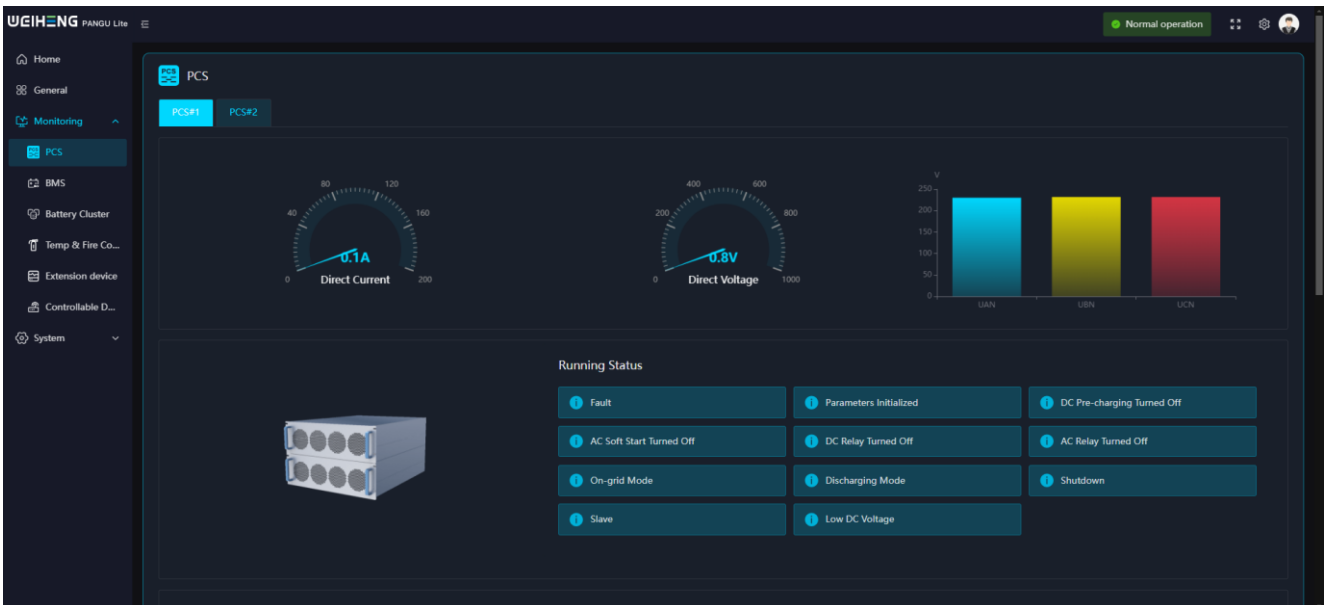 WEIHENG PANGU Lite
Normal operation
Home
General
Monitoring
PCS
BMS
Battery Cluster
Temp & Fire Co...
Extension device
Controllable D...
System
PCS
PCS
PCS#1 PCS#2
0 40 80 120 160 200
0.1A
Direct Current
0 200 400 600 800 1000
0.8V
Direct Voltage
V
250
200
150
100
50
0
UAN UBN UCN
Running Status
Fault Parameters Initialized DC Pre-charging Turned Off
AC Soft Start Turned Off DC Relay Turned Off AC Relay Turned Off
On-grid Mode Discharging Mode Shutdown
Slave Low DC Voltage